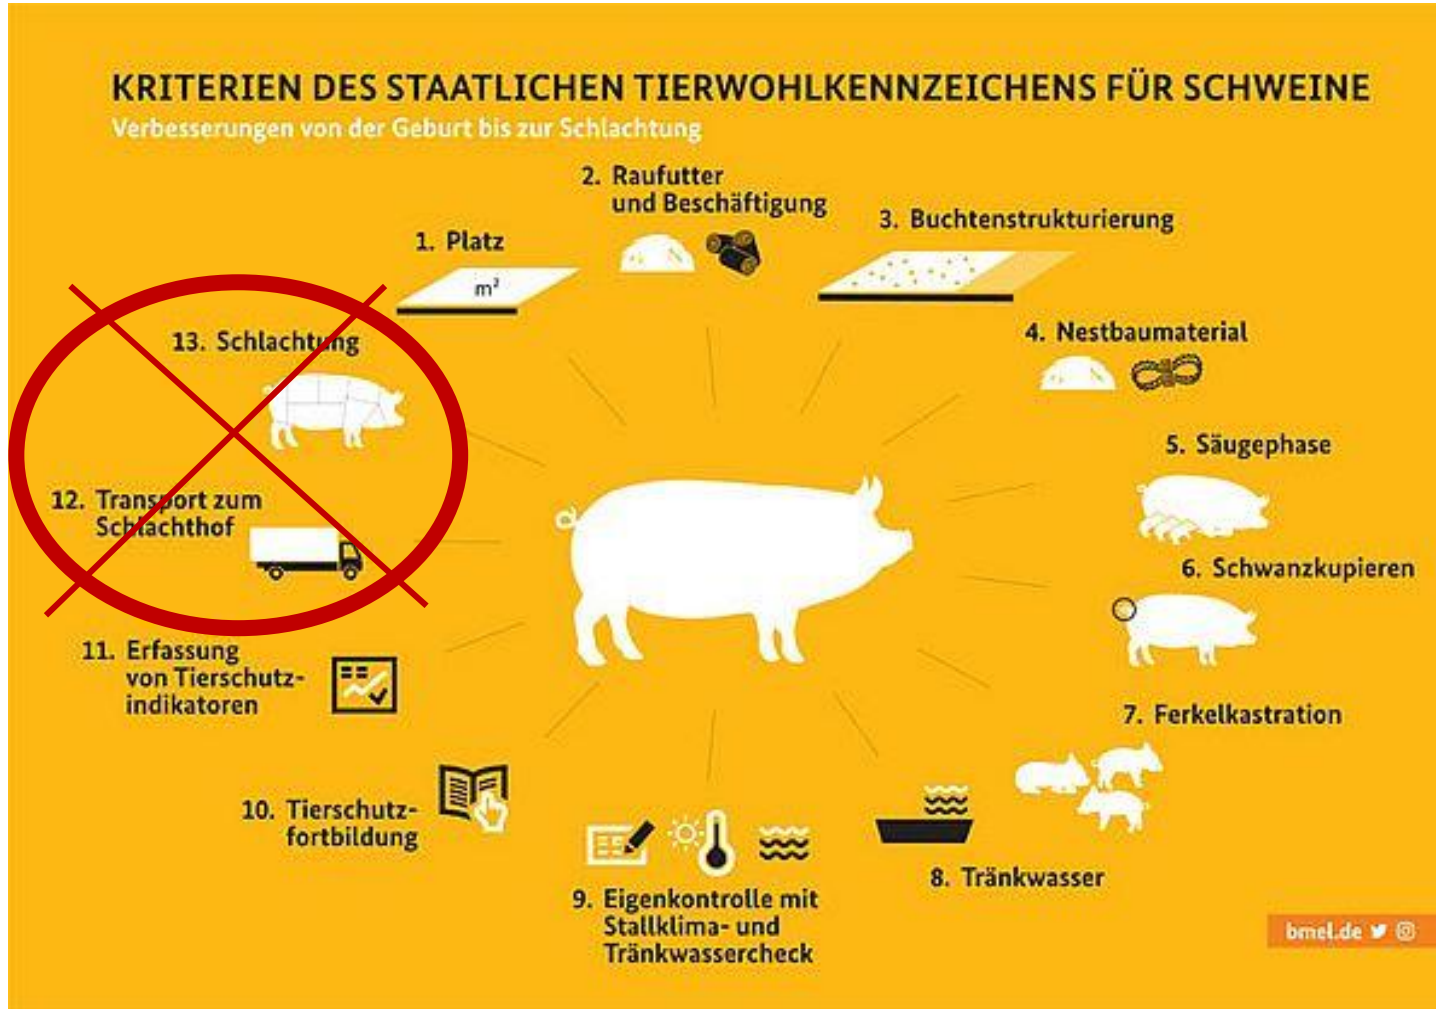 KRITERIEN DES STAATLICHEN TIERWOHLKENNZEICHENS FÜR SCHWEINE
Verbesserungen von der Geburt bis zur Schlachtung
1. Platz
m²
2. Raufutter
und Beschäftigung
3. Buchtenstrukturierung
4. Nestbaumaterial
5. Säugephase
6. Schwanzkupieren
7. Ferkelkastration
8. Tränkwasser
9. Eigenkontrolle mit
Stallklima- und
Tränkwassercheck
10. Tierschutz-
fortbildung
11. Erfassung
von Tierschutz-
indikatoren
12. Transport zum
Schlachthof
13. Schlachtung
bmel.de